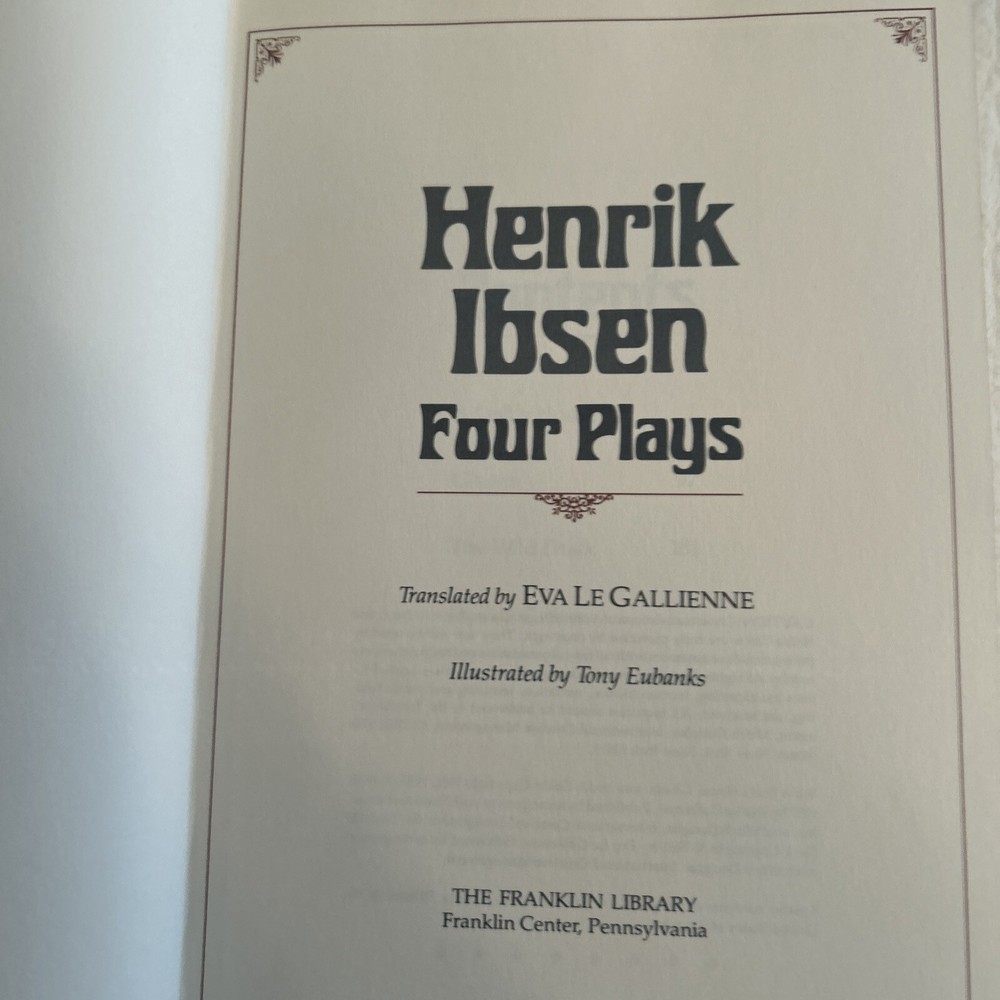 Henrik
Ibsen
Four Plays
Translated by EVA LE GALLIENNE
Illustrated by Tony Eubanks
THE FRANKLIN LIBRARY
Franklin Center, Pennsylvania